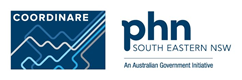 COORDINARE
phn
SOUTH EASTERN NSW
An Australian Government Initiative